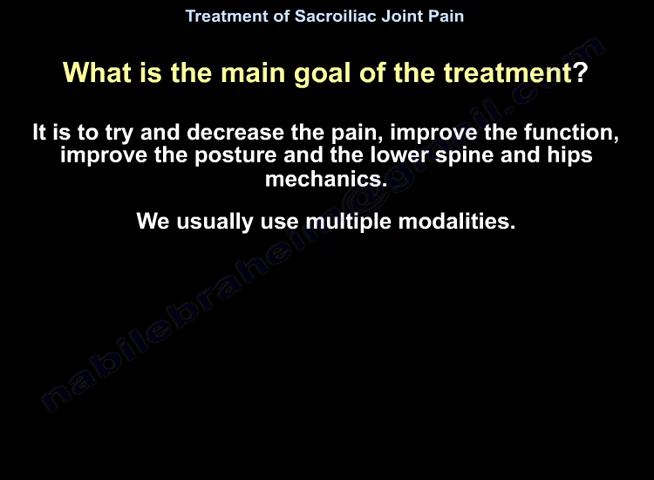 Treatment of Sacroiliac Joint Pain
What is the main goal of the treatment?
It is to try and decrease the pain, improve the function,
improve the posture and the lower spine and hips
mechanics.
We usually use multiple modalities.
nabilebraheim@gmail.com